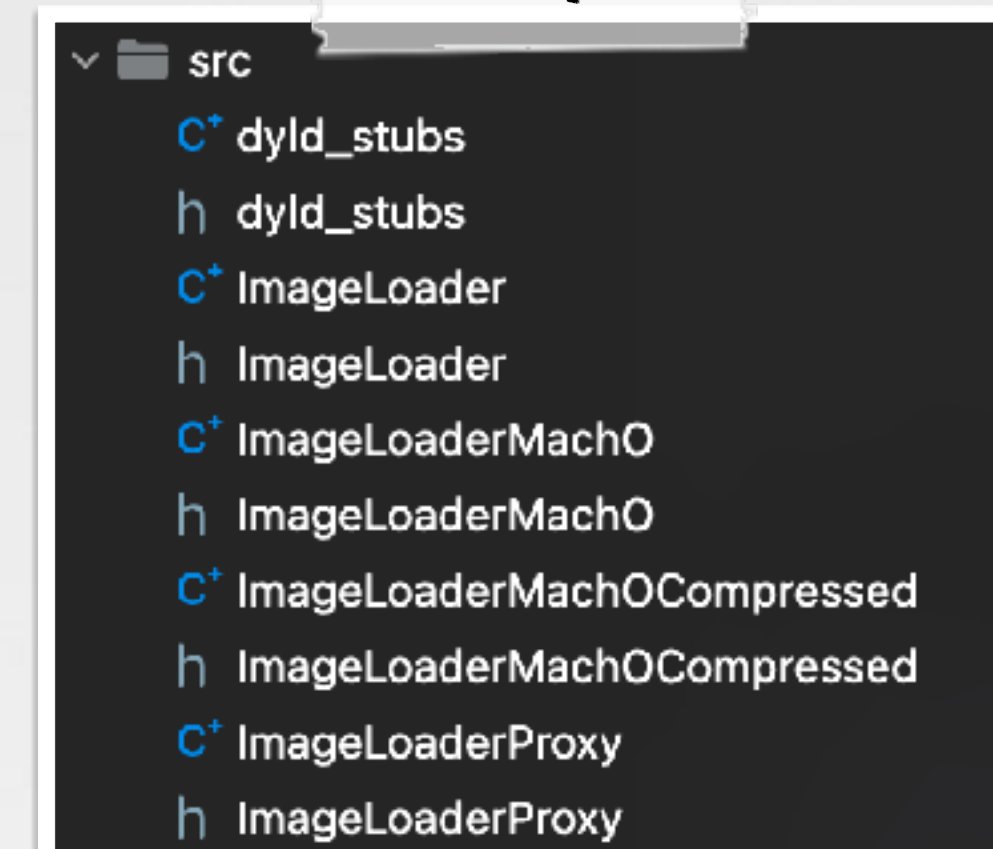 src
C+ dyld_stubs
h dyld_stubs
C+ ImageLoader
h ImageLoader
C+ ImageLoaderMachO
h ImageLoaderMachO
C+ ImageLoaderMachOCompressed
h ImageLoaderMachOCompressed
C+ ImageLoaderProxy
h ImageLoaderProxy